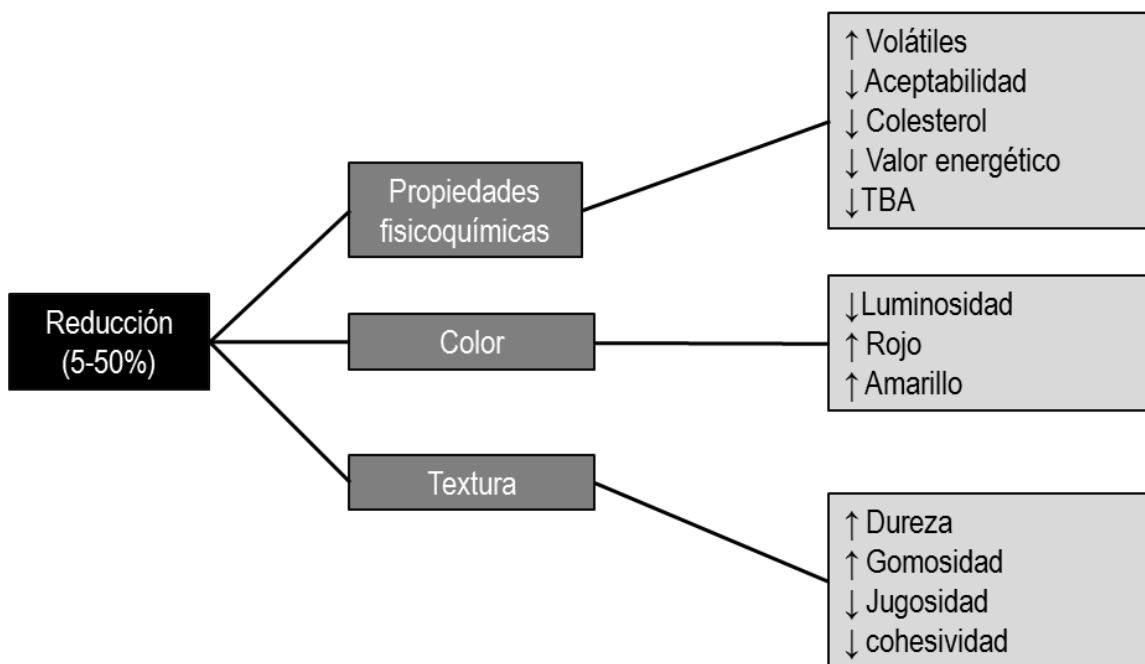 Reducción
(5-50%)
Propiedades
fisicoquímicas
Color
Textura
↑ Volátiles
↓ Aceptabilidad
↓ Colesterol
↓ Valor energético
↓TBA
↓Luminosidad
↑ Rojo
↑ Amarillo
↑ Dureza
↑ Gomosidad
↓ Jugosidad
↓ cohesividad